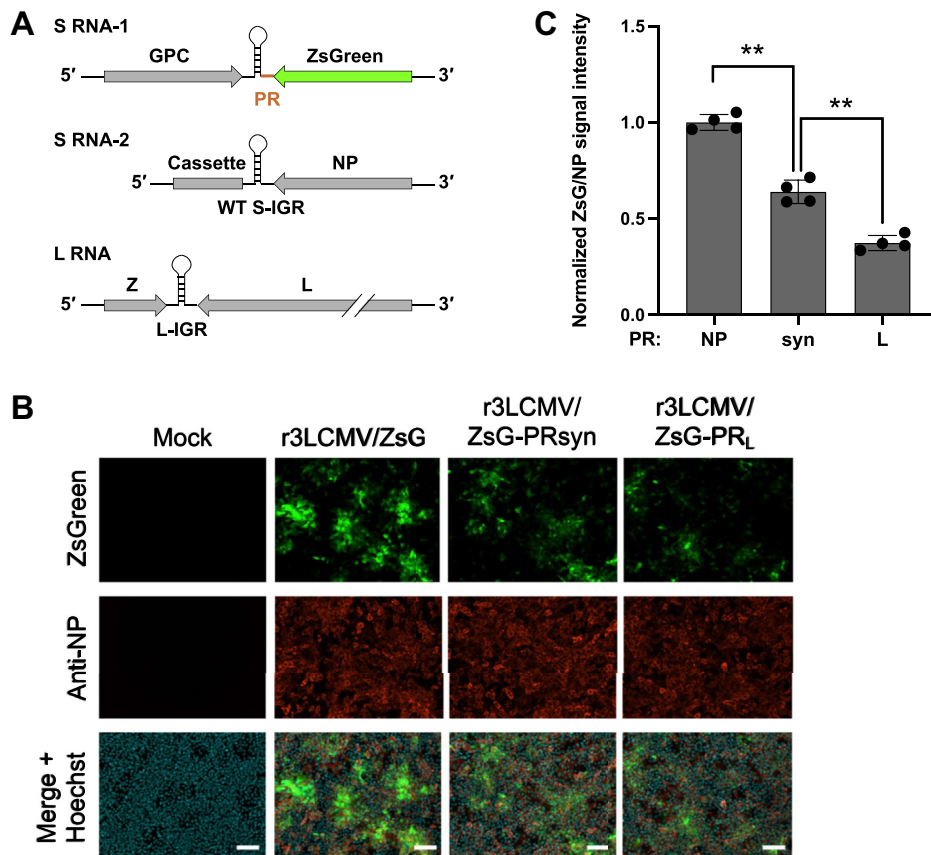 A
S RNA-1
GPC
ZsGreen
5′
3′
PR
S RNA-2
Cassette
NP
5′
3′
WT S-IGR
L RNA
Z
L
5′
3′
L-IGR
C
Normalized ZsG/NP signal intensity
1.5
1.0
0.5
0.0
**
**
PR:
NP
syn
L
B
Mock
r3LCMV/ZsG
r3LCMV/
ZsG-PRsyn
r3LCMV/
ZsG-PRL
ZsGreen
Anti-NP
Merge +
Hoechst